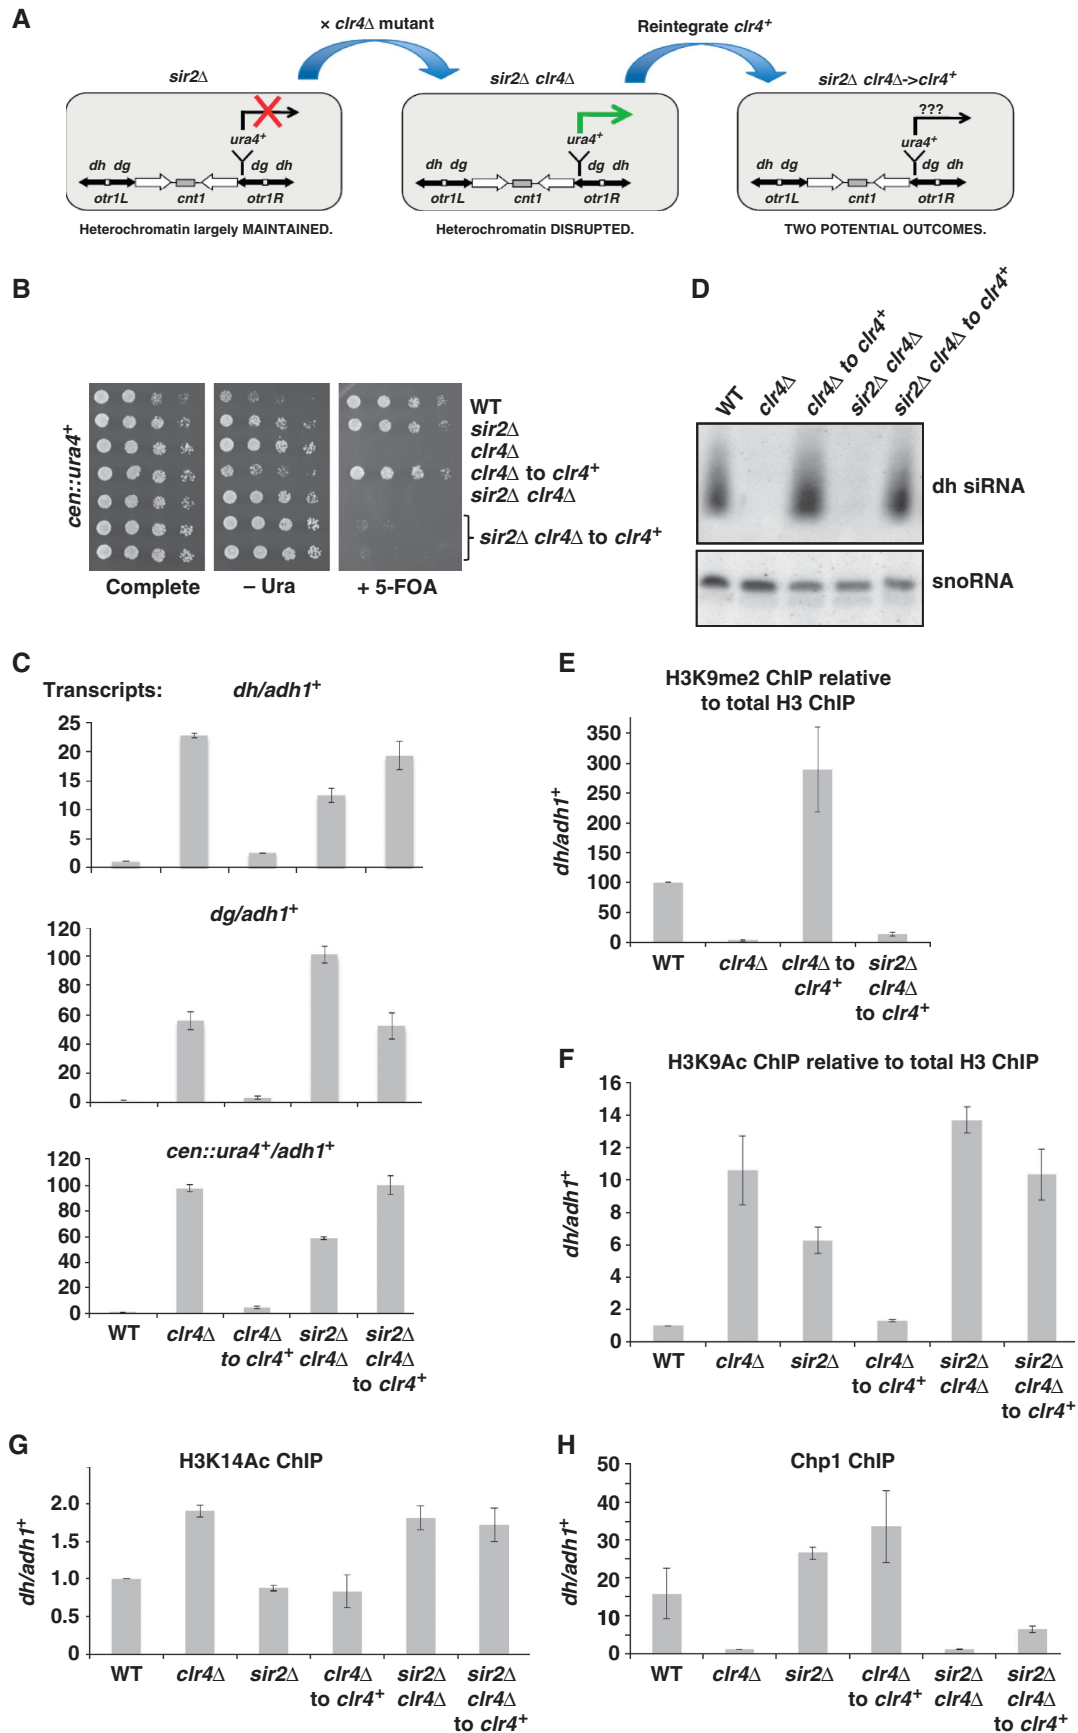 A
× clr4Δ mutant
Reintegrate clr4+
sir2Δ
sir2Δ clr4Δ
sir2Δ clr4Δ->clr4+
???
ura4+
ura4+
ura4+
dh dg
dg dh
dh dg
dg dh
dh dg
dg dh
otr1L
cnt1
otr1R
otr1L
cnt1
otr1R
otr1L
cnt1
otr1R
Heterochromatin largely MAINTAINED.
Heterochromatin DISRUPTED.
TWO POTENTIAL OUTCOMES.
B
cen::ura4+
WT
sir2Δ
clr4Δ
clr4Δ to clr4+
sir2Δ clr4Δ
sir2Δ clr4Δ to clr4+
Complete
– Ura
+ 5-FOA
D
WT
clr4Δ
clr4Δ to clr4+
sir2Δ clr4Δ
sir2Δ clr4Δ to clr4+
dh siRNA
snoRNA
C
Transcripts:
dh/adh1+
25
20
15
10
5
0
dg/adh1+
120
100
80
60
40
20
0
cen::ura4+/adh1+
120
100
80
60
40
20
0
WT
clr4Δ
clr4Δ
to clr4+
sir2Δ
clr4Δ
sir2Δ
clr4Δ
to clr4+
E
H3K9me2 ChIP relative
to total H3 ChIP
dh/adh1+
350
300
250
200
150
100
50
0
WT
clr4Δ
clr4Δ to
clr4+
sir2Δ
clr4Δ
to clr4+
F
H3K9Ac ChIP relative to total H3 ChIP
dh/adh1+
16
14
12
10
8
6
4
2
0
WT
clr4Δ
sir2Δ
clr4Δ
to clr4+
sir2Δ
clr4Δ
sir2Δ
clr4Δ
to clr4+
G
H3K14Ac ChIP
dh/adh1+
2.0
1.5
1.0
0.5
0
WT
clr4Δ
sir2Δ
clr4Δ
to clr4+
sir2Δ
clr4Δ
sir2Δ
clr4Δ
to clr4+
H
Chp1 ChIP
dh/adh1+
50
40
30
20
10
0
WT
clr4Δ
sir2Δ
clr4Δ
to clr4+
sir2Δ
clr4Δ
sir2Δ
clr4Δ
to clr4+